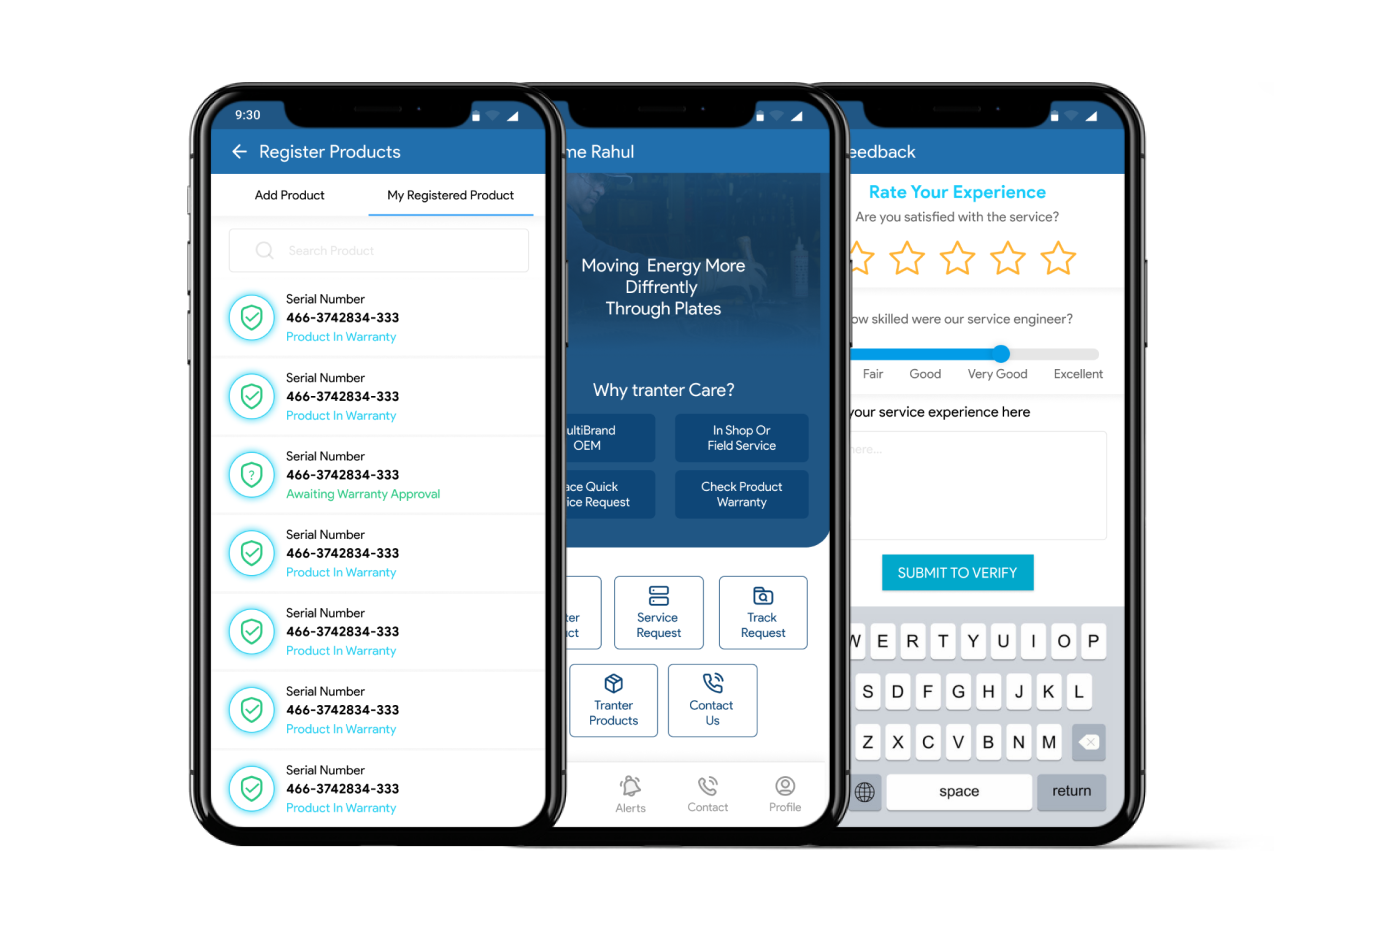 9:30
Register Products
Add Product
My Registered Product
Search Product
Serial Number
466-3742834-333
Product In Warranty
Serial Number
466-3742834-333
Product In Warranty
Serial Number
466-3742834-333
Awaiting Warranty Approval
Serial Number
466-3742834-333
Product In Warranty
Serial Number
466-3742834-333
Product In Warranty
Serial Number
466-3742834-333
Product In Warranty
Serial Number
466-3742834-333
Product In Warranty
me Rahul
Moving Energy More
Diffrently
Through Plates
Why tranter Care?
ultiBrand
OEM
In Shop Or
Field Service
ace Quick
ice Request
Check Product
Warranty
ter
ct
Service
Request
Track
Request
Tranter
Products
Contact
Us
Alerts
Contact
Profile
eedback
Rate Your Experience
Are you satisfied with the service?
ow skilled were our service engineer?
Fair
Good
Very Good
Excellent
your service experience here
here...
SUBMIT TO VERIFY
W E R T Y U I O P
S D F G H J K L
Z X C V B N M
space
return